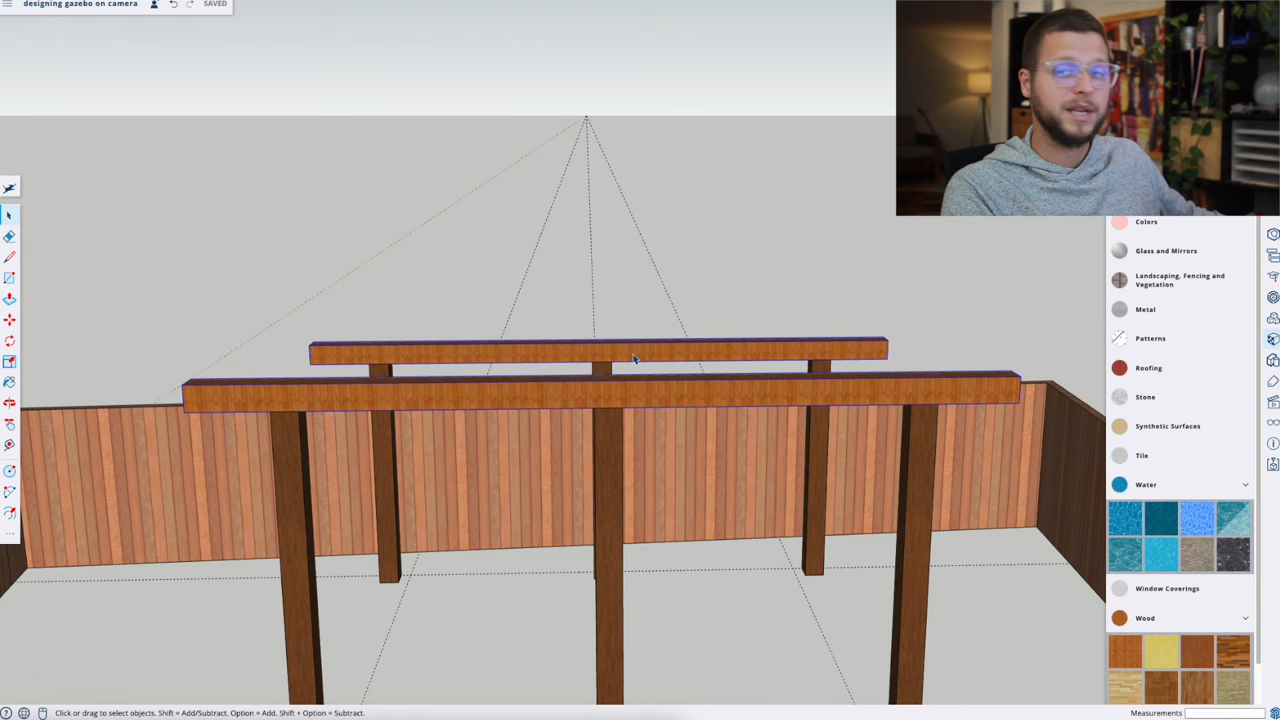 designing gazebo on camera
SAVED
Colors
Glass and Mirrors
Landscaping, Fencing and
Vegetation
Metal
Patterns
Roofing
Stone
Synthetic Surfaces
Tile
Water
Window Coverings
Wood
Click or drag to select objects. Shift = Add/Subtract. Option = Add. Shift + Option = Subtract.
Measurements